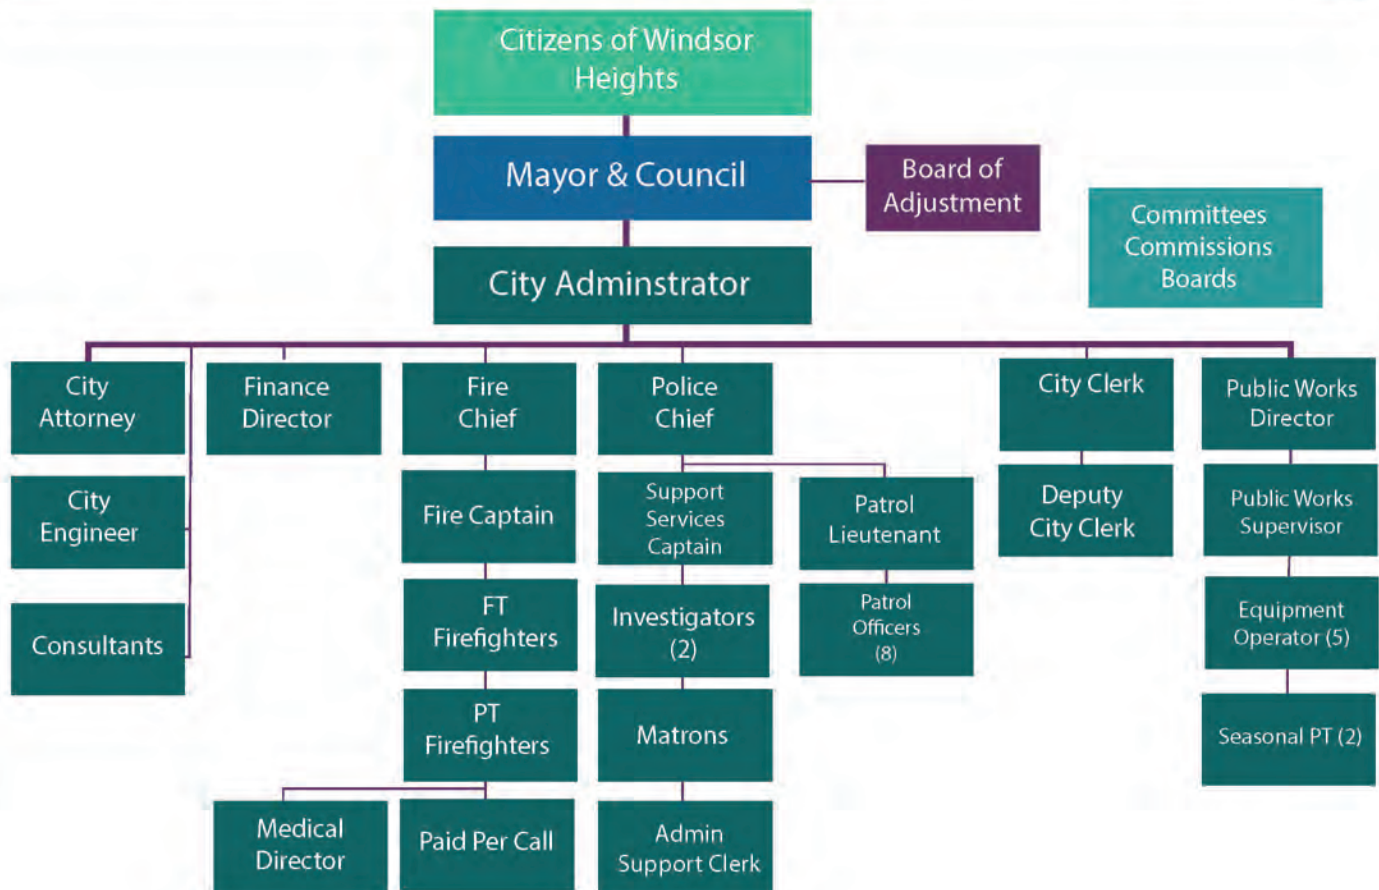 Citizens of Windsor
Heights
Mayor & Council
Board of
Adjustment
Committees
Commissions
Boards
City Adminstrator
City
Attorney
Finance
Director
Fire
Chief
Police
Chief
City Clerk
Public Works
Director
City
Engineer
Fire Captain
Support
Services
Captain
Patrol
Lieutenant
Deputy
City Clerk
Public Works
Supervisor
Consultants
FT
Firefighters
Investigators
(2)
Patrol
Officers
(8)
Equipment
Operator (5)
PT
Firefighters
Matrons
Seasonal PT (2)
Medical
Director
Paid Per Call
Admin
Support Clerk